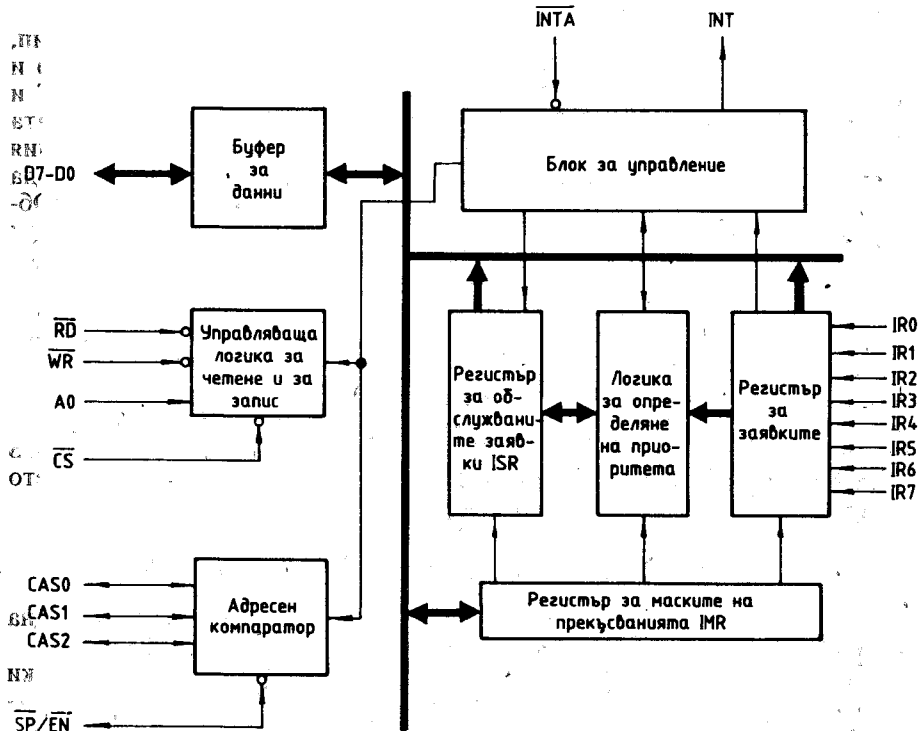 INTA
INT
Буфер
за
данни
D7-D0
Блок за управление
RD
WR
A0
CS
Управляваща
логика за
четене и за
запис
Регистър
за об-
служвани-
те заяв-
ки ISR
Логика
за опре-
деляне
на прио-
ритета
Регистър
за
заявките
IR0
IR1
IR2
IR3
IR4
IR5
IR6
IR7
CAS0
CAS1
CAS2
Адресен
компаратор
SP/EN
Регистър за маските на
прекъсванията IMR